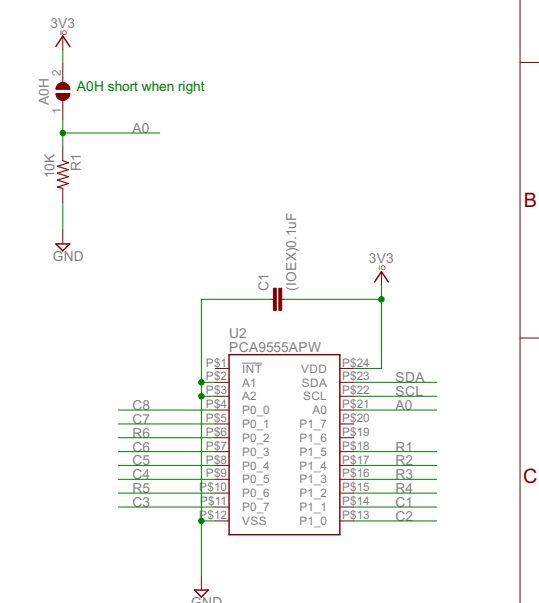 3V3
2
A0H
A0H short when right
1
A0
10K
R1
GND
B
C1
(IOEX)0.1uF
3V3
U2
PCA9555APW
P$1 INT VDD P$24
P$2 A1 SDA P$23 SDA
P$3 A2 SCL P$22 SCL
C8 P$4 P0_0 A0 P$21 A0
C7 P$5 P0_1 P1_7 P$20
R6 P$6 P0_2 P1_6 P$19
C6 P$7 P0_3 P1_5 P$18 R1
C5 P$8 P0_4 P1_4 P$17 R2
C4 P$9 P0_5 P1_3 P$16 R3
R5 P$10 P0_6 P1_2 P$15 R4
C3 P$11 P0_7 P1_1 P$14 C1
P$12 VSS P1_0 P$13 C2
C
GND